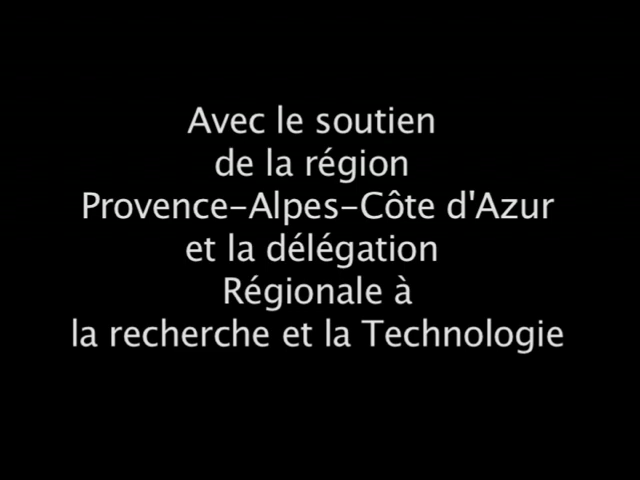 Avec le soutien
de la région
Provence-Alpes-Côte d'Azur
et la délégation
Régionale à
la recherche et la Technologie